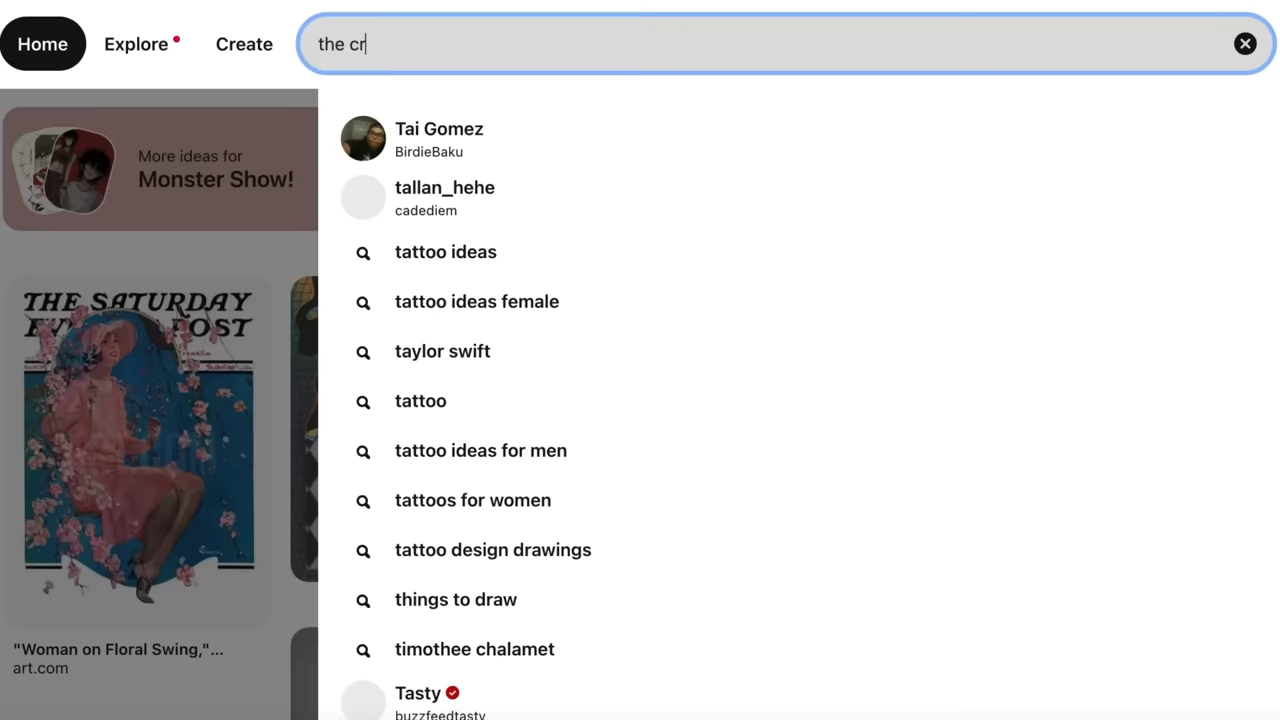 Home Explore Create the cr
More ideas for
Monster Show!
THE SATURDAY
POST
"Woman on Floral Swing,"...
art.com
Tai Gomez
BirdieBaku
tallan_hehe
cadediem
tattoo ideas
tattoo ideas female
taylor swift
tattoo
tattoo ideas for men
tattoos for women
tattoo design drawings
things to draw
timothee chalamet
Tasty
buzzfeedtasty